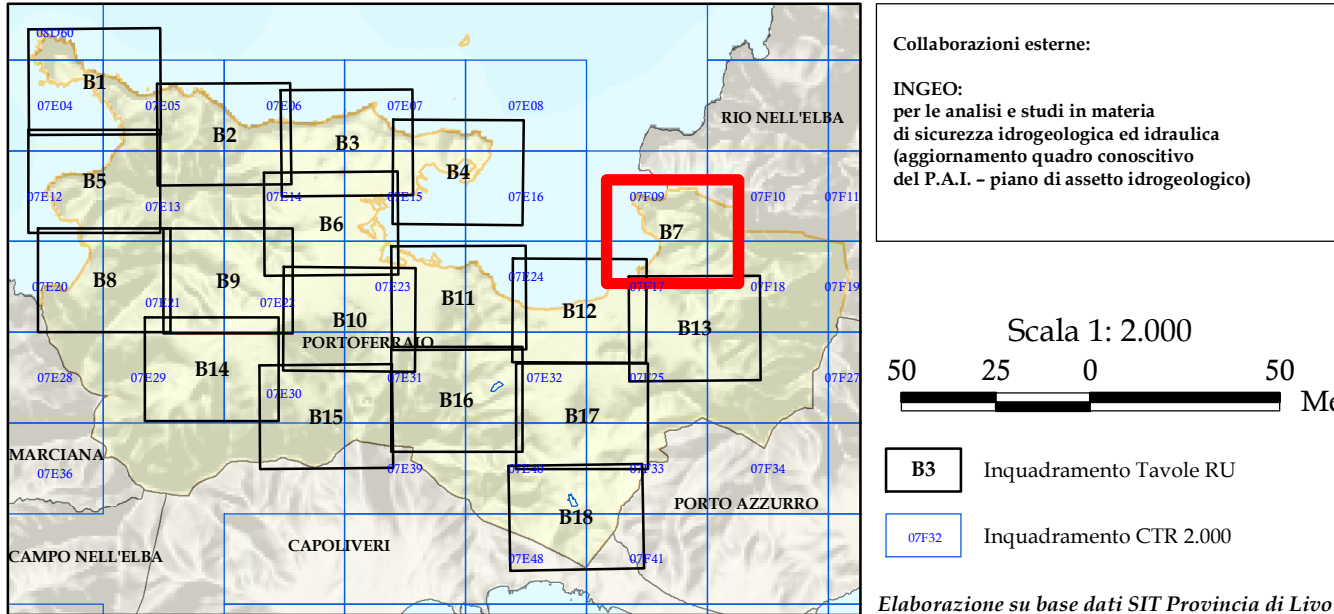 08D60
B1
07E04
07E05
07E06
07E07
07E08
B2
B3
B4
RIO NELL'ELBA
B5
07E12
07E13
07E14
07E15
07E16
07F09
07F10
07F11
B6
B7
B8
B9
07E20
07E21
07E22
07E23
07E24
07F17
07F18
07F19
B10
B11
B12
B13
PORTOFERRAIO
B14
07E28
07E29
07E30
07E31
07E32
07F25
07F27
B15
B16
B17
MARCIANA
07E36
07E39
07E40
07F33
07F34
PORTO AZZURRO
B18
CAMPO NELL'ELBA
CAPOLIVERI
07E48
07F41
Collaborazioni esterne:
INGEO:
per le analisi e studi in materia
di sicurezza idrogeologica ed idraulica
(aggiornamento quadro conoscitivo
del P.A.I. – piano di assetto idrogeologico)
Scala 1: 2.000
50 25 0 50
Me
B3 Inquadramento Tavole RU
07F32 Inquadramento CTR 2.000
Elaborazione su base dati SIT Provincia di Livo